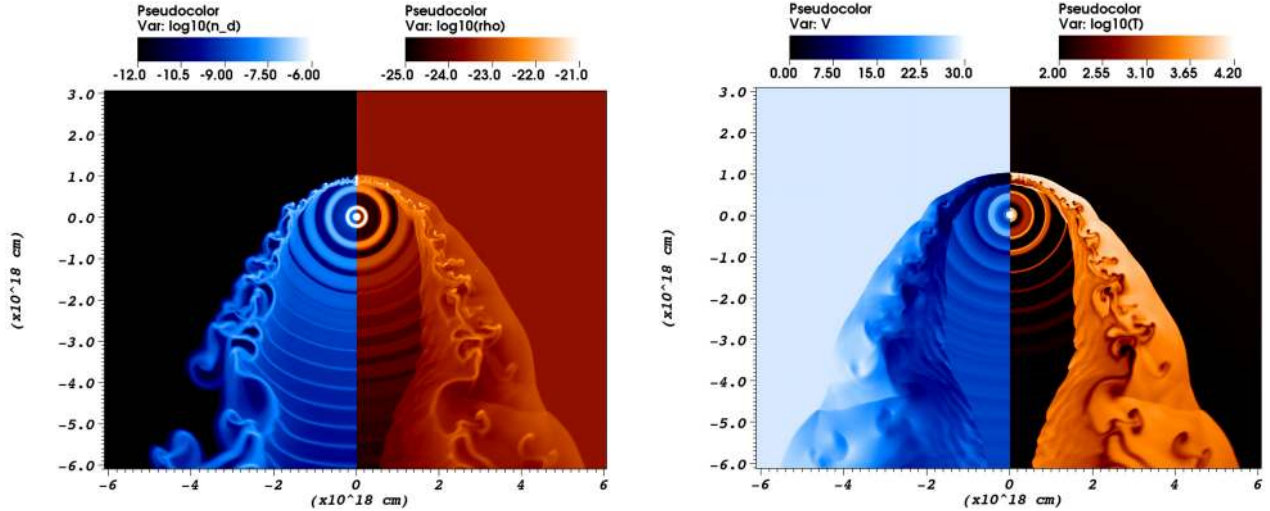 Pseudocolor
Var: log10(n_d)
-12.0 -10.5 -9.00 -7.50 -6.00
Pseudocolor
Var: log10(rho)
-25.0 -24.0 -23.0 -22.0 -21.0
3.0
2.0
1.0
0.0
-1.0
-2.0
-3.0
-4.0
-5.0
-6.0
(x10^18 cm)
-6 -4 -2 0 2 4 6
(x10^18 cm)
Pseudocolor
Var: V
0.00 7.50 15.0 22.5 30.0
Pseudocolor
Var: log10(T)
2.00 2.55 3.10 3.65 4.20
3.0
2.0
1.0
0.0
-1.0
-2.0
-3.0
-4.0
-5.0
-6.0
(x10^18 cm)
-6 -4 -2 0 2 4 6
(x10^18 cm)